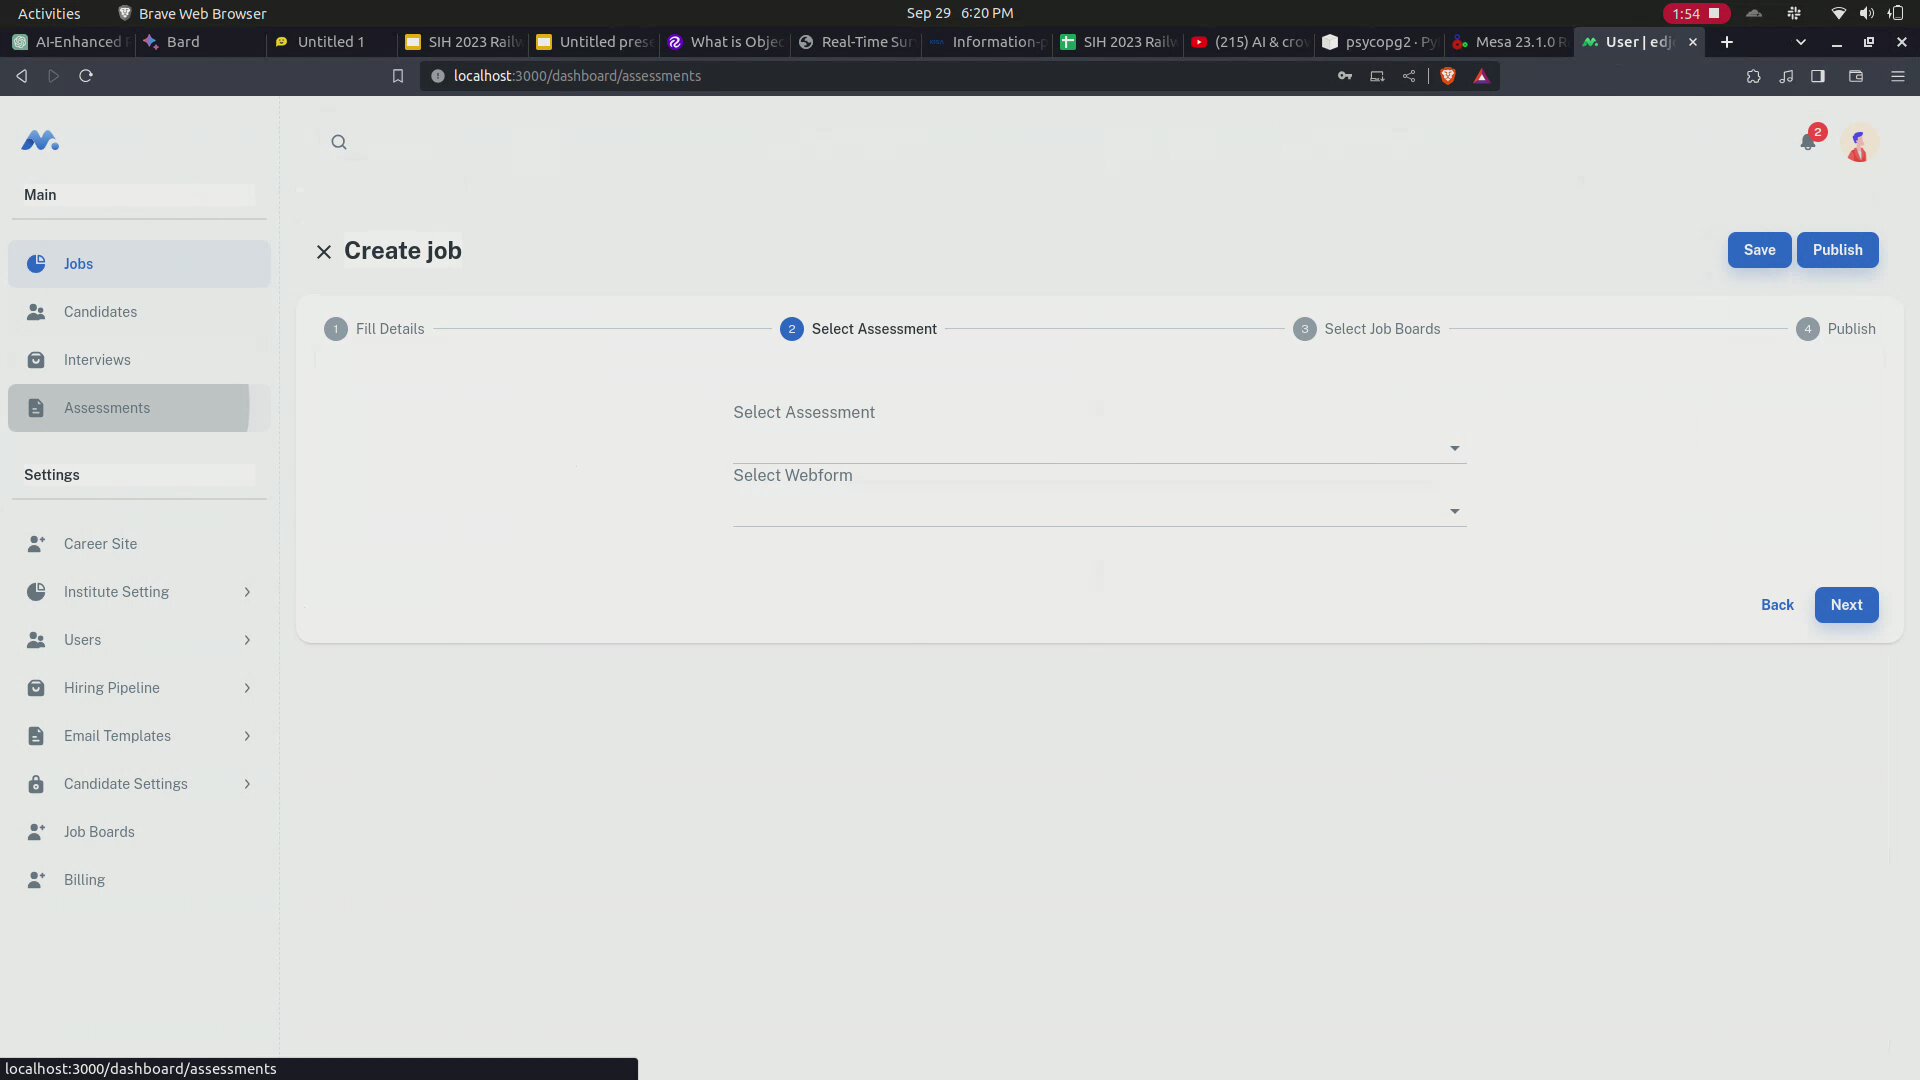 Activities
Brave Web Browser
Sep 29 6:20 PM
1:54
AI-Enhanced
Bard
Untitled 1
SIH 2023 Railw
Untitled prese
What is Objec
Real-Time Sur
Information-p
SIH 2023 Railw
(215) AI & crow
psycopg2 · Py
Mesa 23.1.0 R
User | edj
localhost:3000/dashboard/assessments
2
Main
Jobs
Candidates
Interviews
Assessments
Settings
Career Site
Institute Setting
Users
Hiring Pipeline
Email Templates
Candidate Settings
Job Boards
Billing
Create job
Save
Publish
1 Fill Details
2 Select Assessment
3 Select Job Boards
4 Publish
Select Assessment
Select Webform
Back
Next
localhost:3000/dashboard/assessments